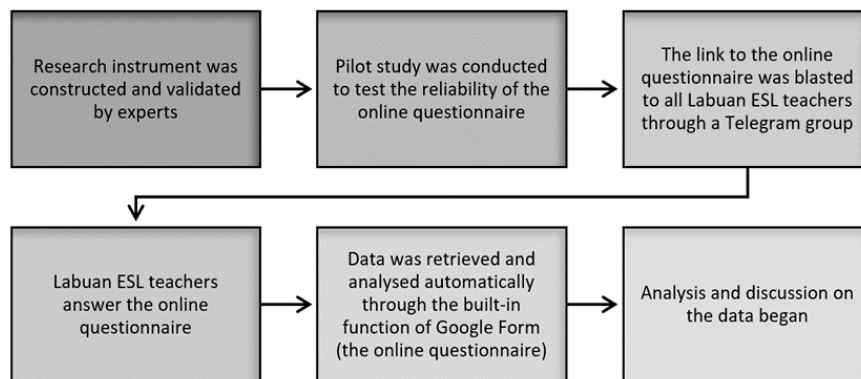 Research instrument was
constructed and validated
by experts
Pilot study was conducted
to test the reliability of the
online questionnaire
The link to the online
questionnaire was blasted
to all Labuan ESL teachers
through a Telegram group
Labuan ESL teachers
answer the online
questionnaire
Data was retrieved and
analysed automatically
through the built-in
function of Google Form
(the online questionnaire)
Analysis and discussion on
the data began